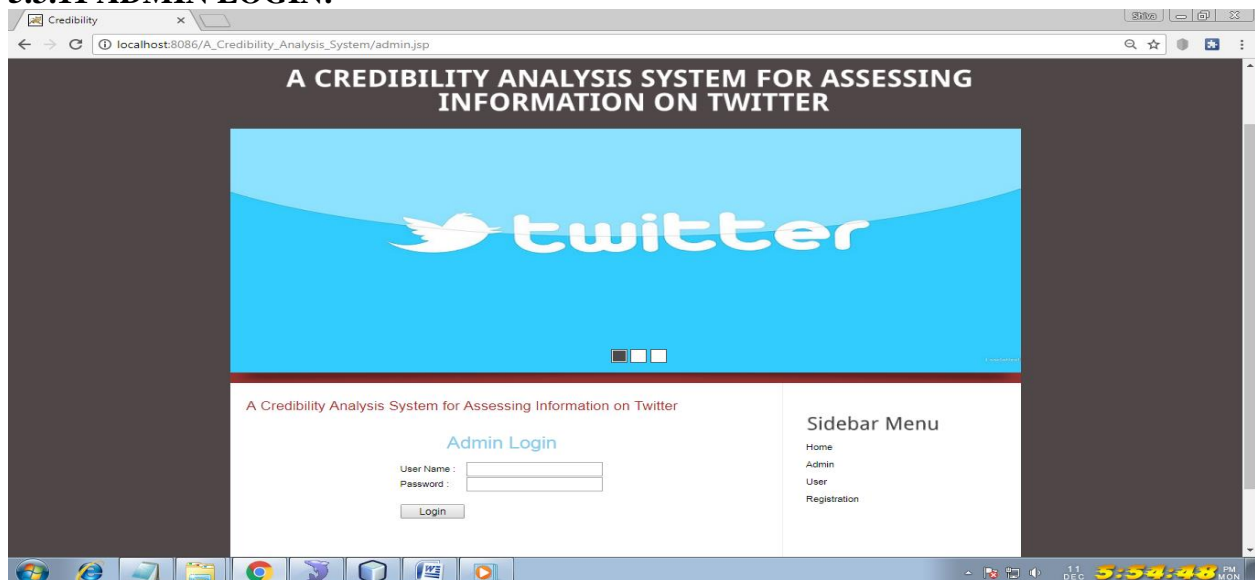 Credibility
Shiva
localhost:8086/A_Credibility_Analysis_System/admin.jsp
A CREDIBILITY ANALYSIS SYSTEM FOR ASSESSING
INFORMATION ON TWITTER
twitter
A Credibility Analysis System for Assessing Information on Twitter
Admin Login
User Name :
Password :
Login
Sidebar Menu
Home
Admin
User
Registration
11
DEC
5:54:48
PM
MON